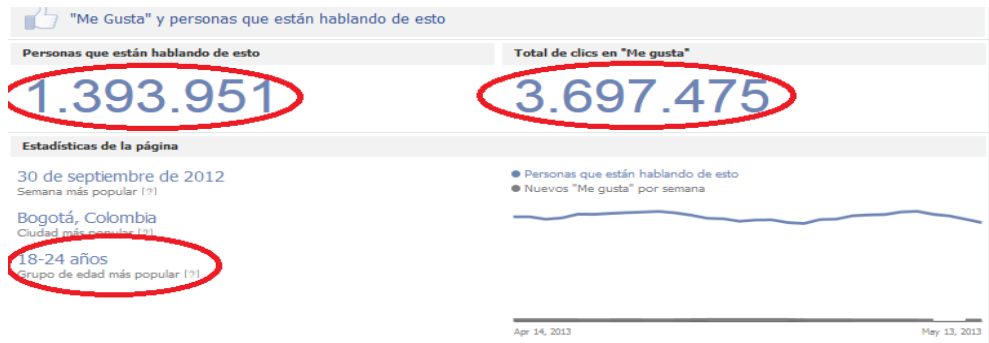 "Me Gusta" y personas que están hablando de esto
Personas que están hablando de esto
Total de clics en "Me gusta"
1.393.951
3.697.475
Estadísticas de la página
30 de septiembre de 2012
Semana más popular [?]
Bogotá, Colombia
Ciudad más popular [?]
18-24 años
Grupo de edad más popular [?]
Personas que están hablando de esto
Nuevos "Me gusta" por semana
Apr 14, 2013
May 13, 2013